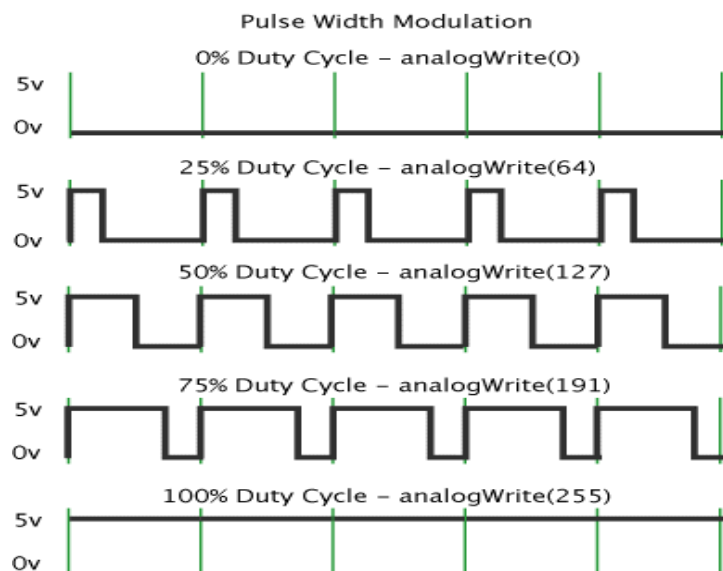 Pulse Width Modulation
0% Duty Cycle – analogWrite(0)
5v
0v
25% Duty Cycle – analogWrite(64)
5v
0v
50% Duty Cycle – analogWrite(127)
5v
0v
75% Duty Cycle – analogWrite(191)
5v
0v
100% Duty Cycle – analogWrite(255)
5v
0v